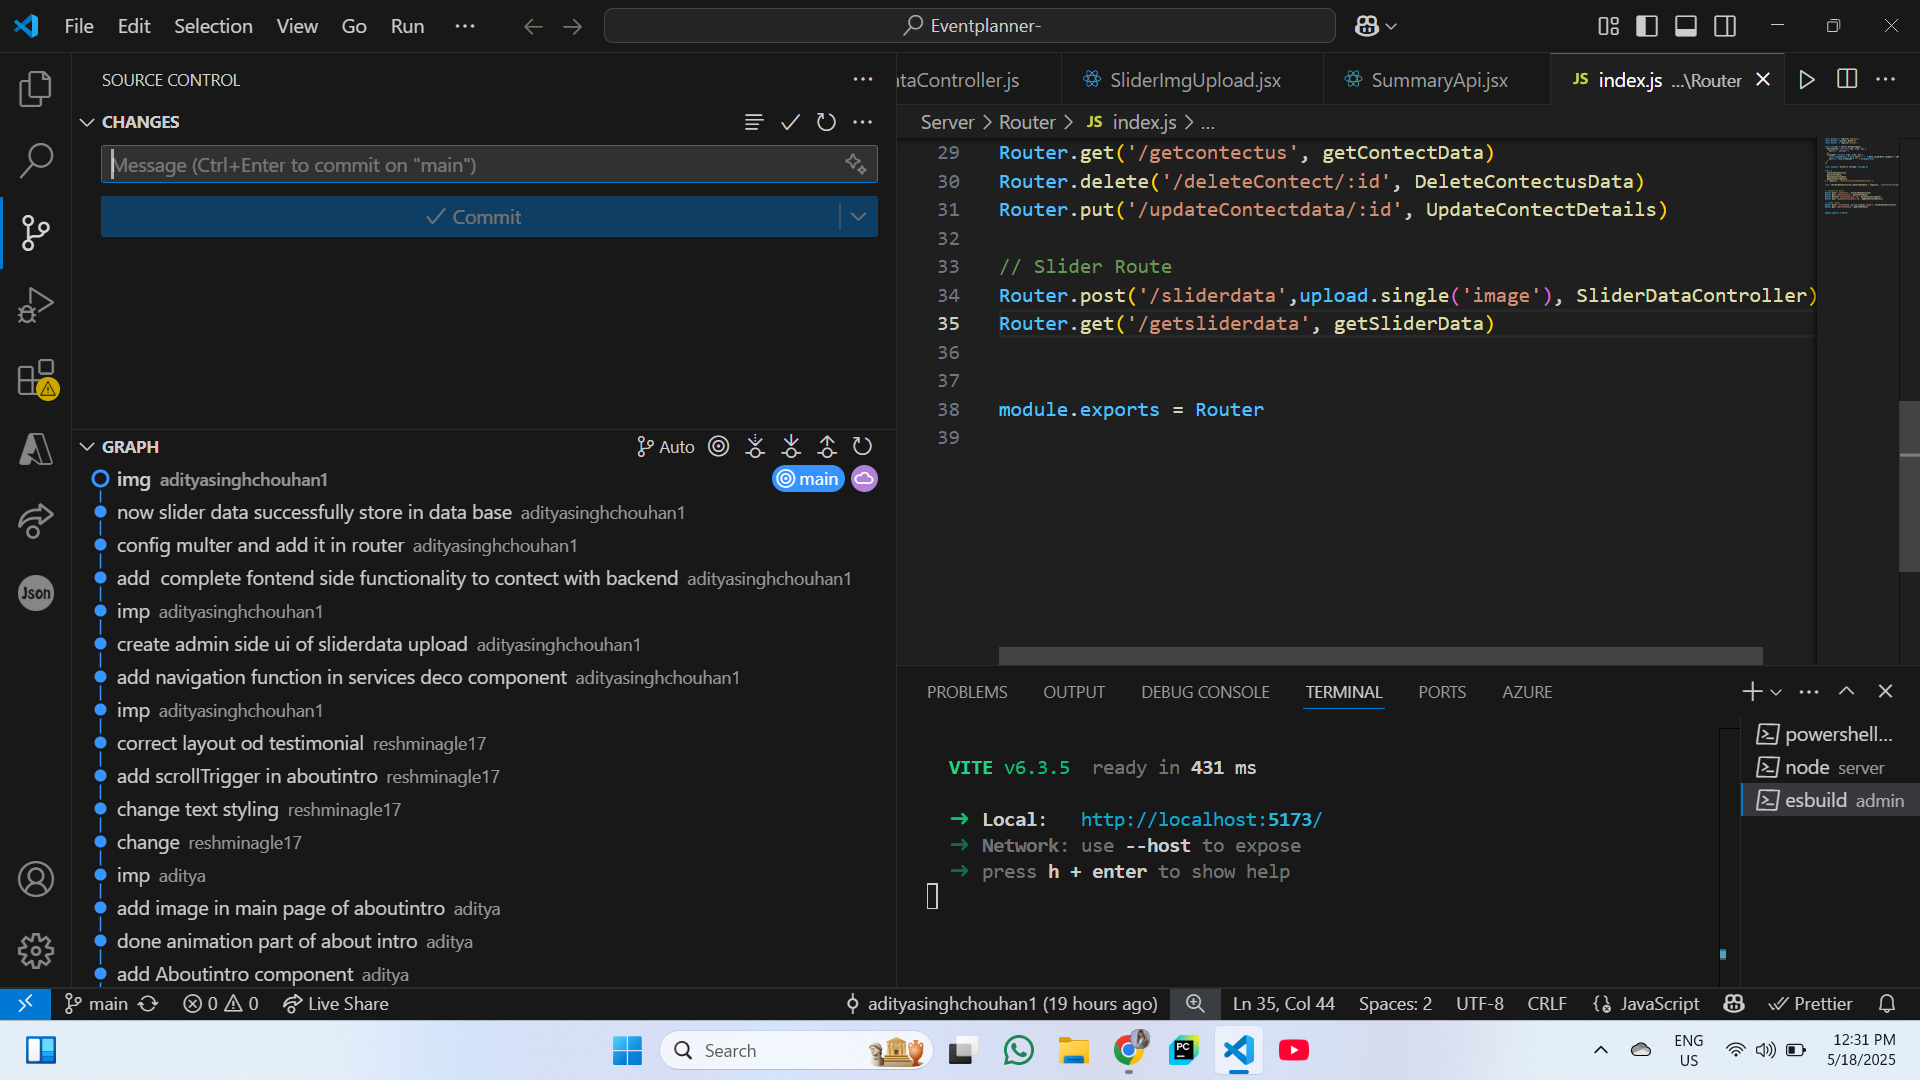 File Edit Selection View Go Run
Eventplanner-
SOURCE CONTROL
CHANGES
Message (Ctrl+Enter to commit on "main")
Commit
GRAPH
Auto
img adityasinghchouhan1
main
now slider data successfully store in data base adityasinghchouhan1
config multer and add it in router adityasinghchouhan1
add  complete fontend side functionality to contect with backend adityasinghchouhan1
imp adityasinghchouhan1
create admin side ui of sliderdata upload adityasinghchouhan1
add navigation function in services deco component adityasinghchouhan1
imp adityasinghchouhan1
correct layout od testimonial reshminagle17
add scrollTrigger in aboutintro reshminagle17
change text styling reshminagle17
change reshminagle17
imp aditya
add image in main page of aboutintro aditya
done animation part of about intro aditya
add Aboutintro component aditya
Json
taController.js
SliderImgUpload.jsx
SummaryApi.jsx
JS index.js ...\Router
Server > Router > JS index.js > ...
29 Router.get('/getcontectus', getContectData)
30 Router.delete('/deleteContect/:id', DeleteContectusData)
31 Router.put('/updateContectdata/:id', UpdateContectDetails)
32
33 // Slider Route
34 Router.post('/sliderdata',upload.single('image'), SliderDataController)
35 Router.get('/getsliderdata', getSliderData)
36
37
38 module.exports = Router
39
PROBLEMS OUTPUT DEBUG CONSOLE TERMINAL PORTS AZURE
VITE v6.3.5  ready in 431 ms
➜ Local:   http://localhost:5173/
➜ Network: use --host to expose
➜ press h + enter to show help
powershell...
node server
esbuild admin
main
0 0
Live Share
adityasinghchouhan1 (19 hours ago)
Ln 35, Col 44
Spaces: 2
UTF-8
CRLF
{} JavaScript
Prettier
Search
PC
ENG
US
12:31 PM
5/18/2025